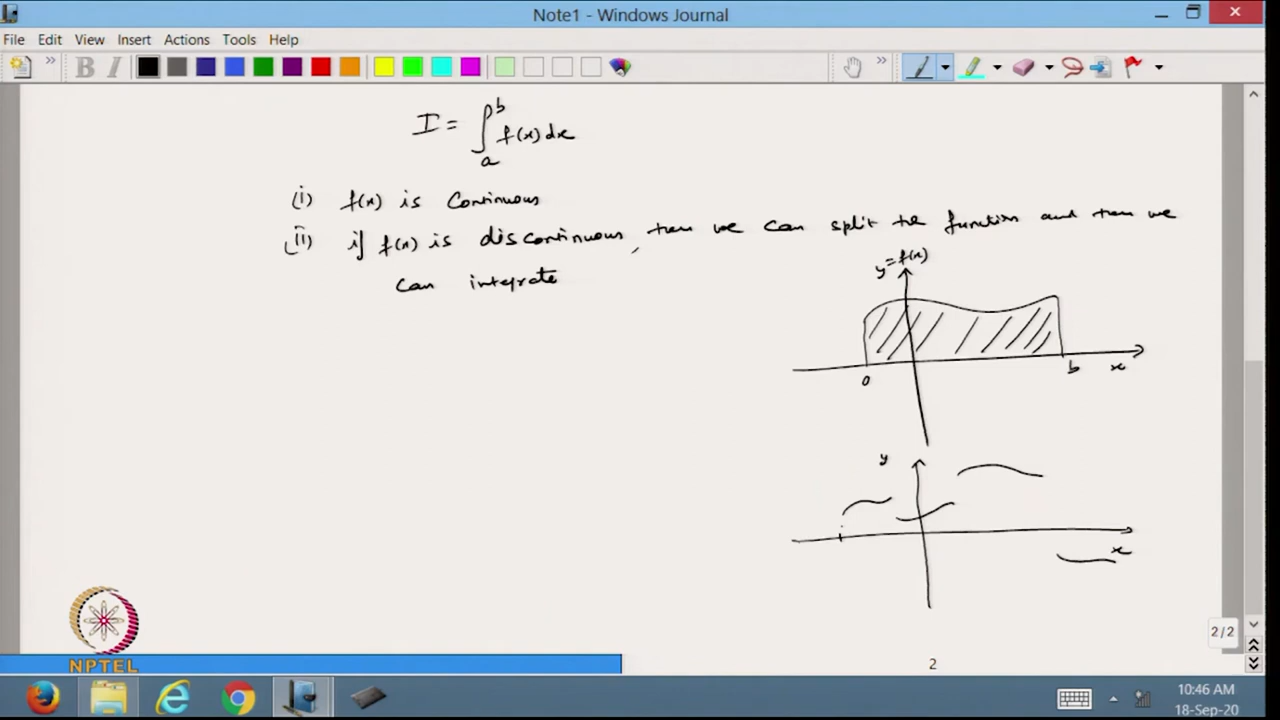 Note1 - Windows Journal
File Edit View Insert Actions Tools Help
B I
I = ∫_a^b f(x) dx
(i) f(x) is Continuous
(ii) if f(x) is discontinuous, then we can split the function and then we
can integrate
y = f(x)
a b x
y
x
NPTEL
2/2
2
10:46 AM
18-Sep-20